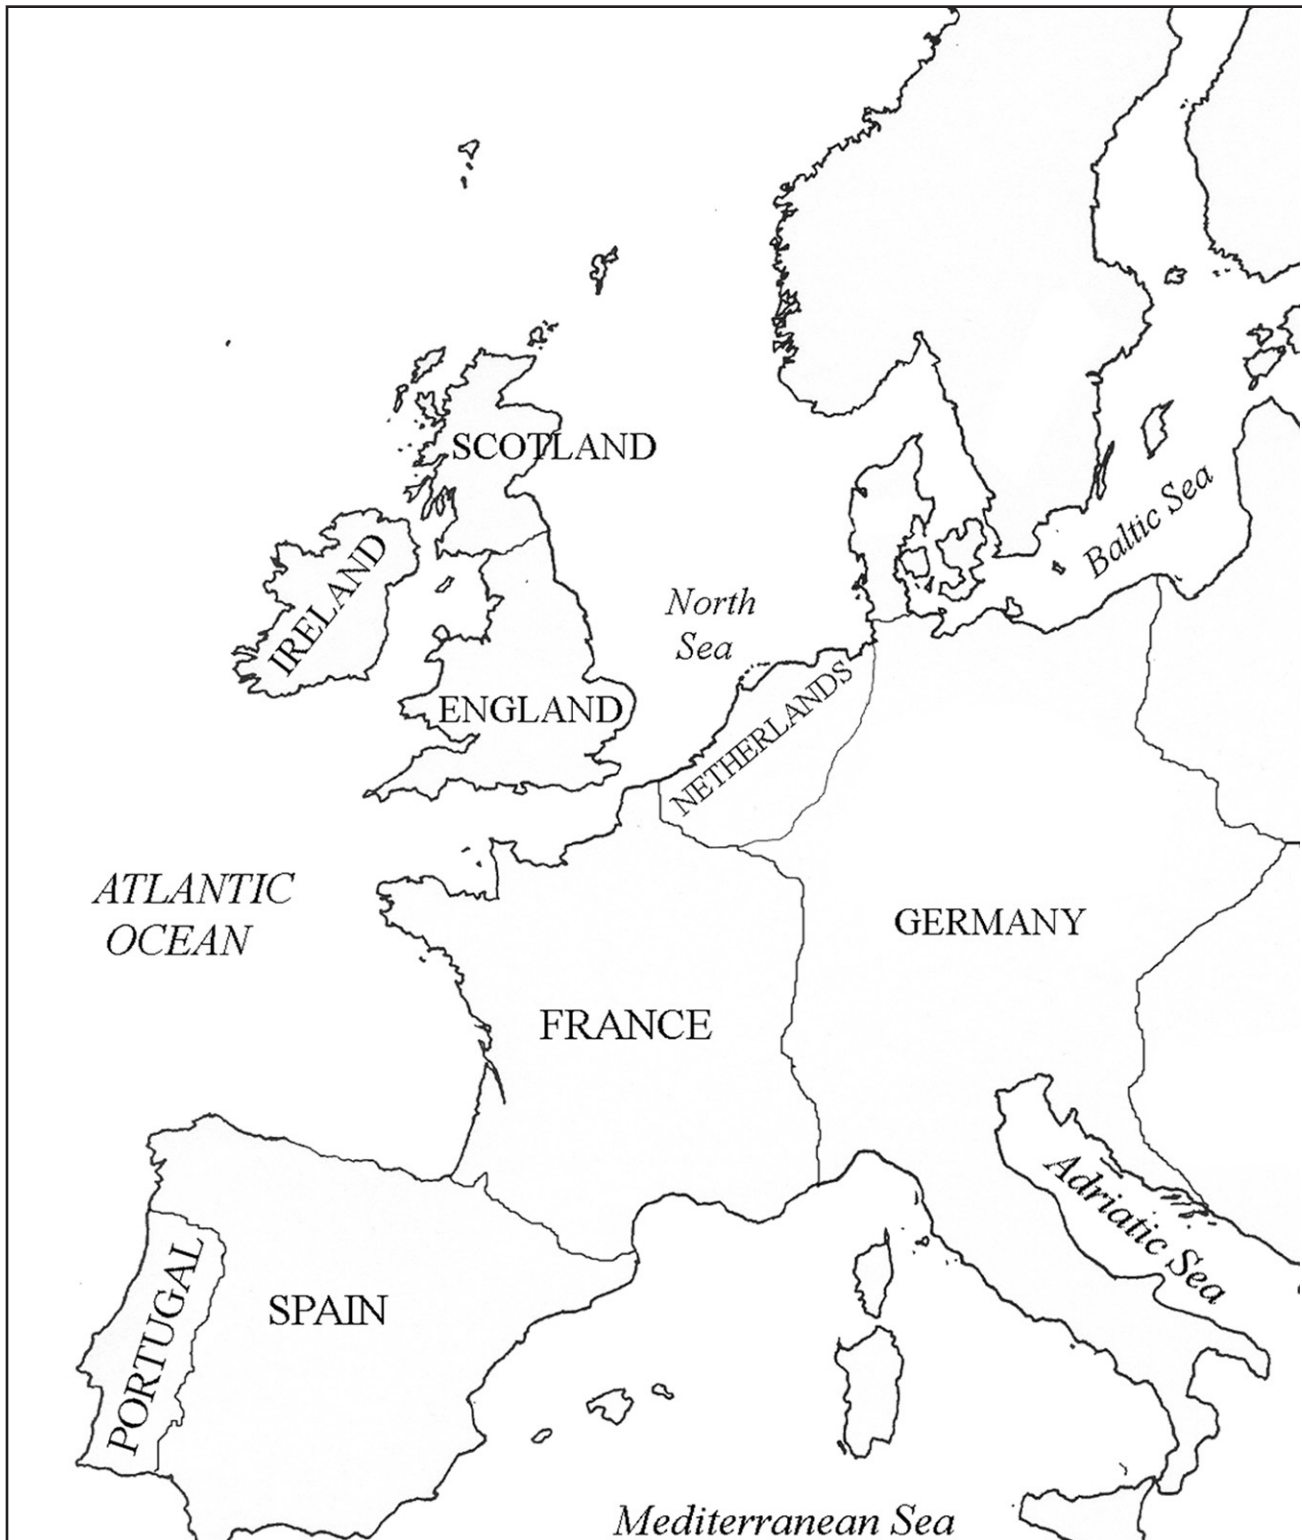 SCOTLAND
Baltic Sea
IRELAND
North
Sea
NETHERLANDS
ENGLAND
ATLANTIC
OCEAN
GERMANY
FRANCE
Adriatic Sea
PORTUGAL
SPAIN
Mediterranean Sea